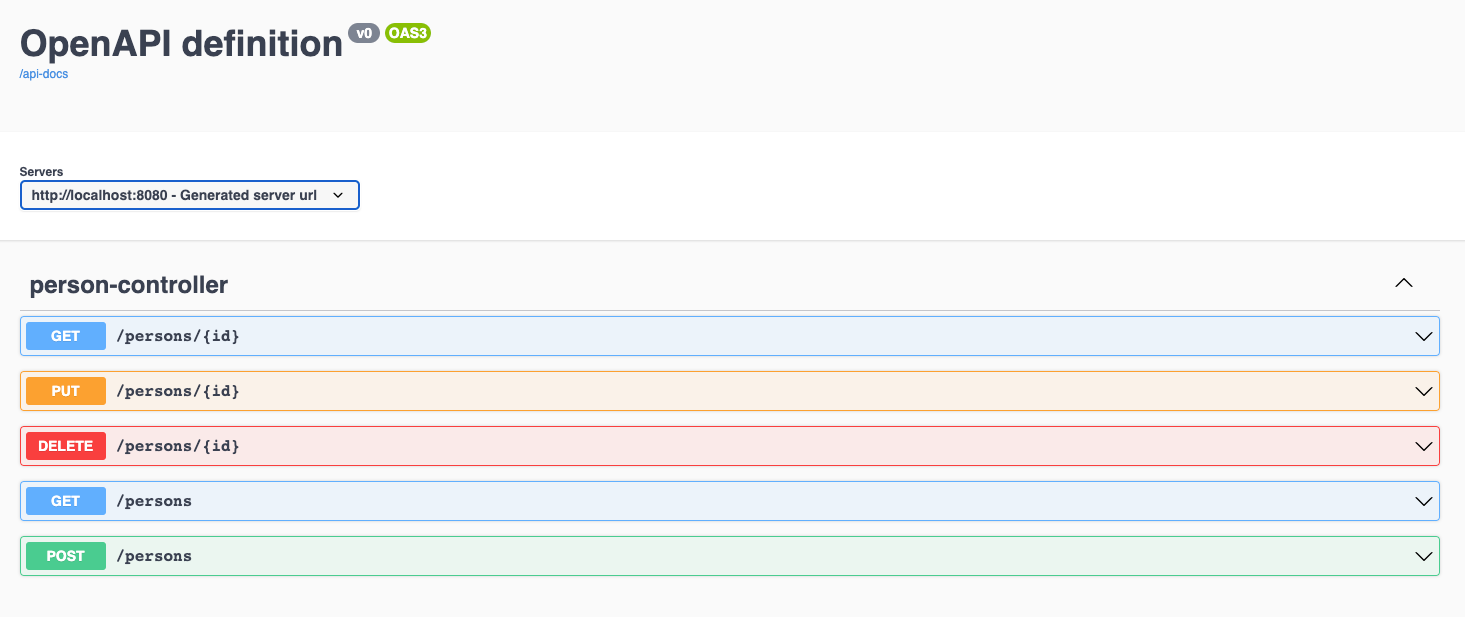 OpenAPI definition v0 OAS3
/api-docs
Servers
http://localhost:8080 - Generated server url
person-controller
GET /persons/{id}
PUT /persons/{id}
DELETE /persons/{id}
GET /persons
POST /persons